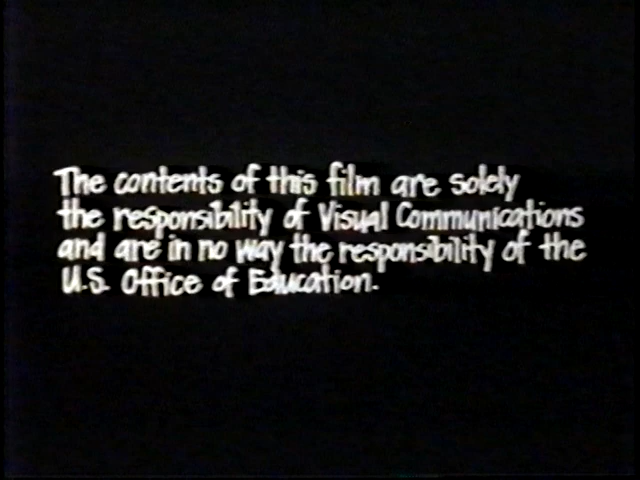 The contents of this film are solely
the responsibility of Visual Communications
and are in no way the responsibility of the
U.S. Office of Education.